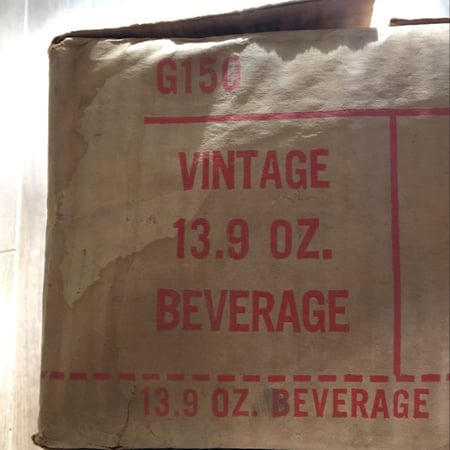 G150
VINTAGE
13.9 OZ.
BEVERAGE
13.9 OZ. BEVERAGE